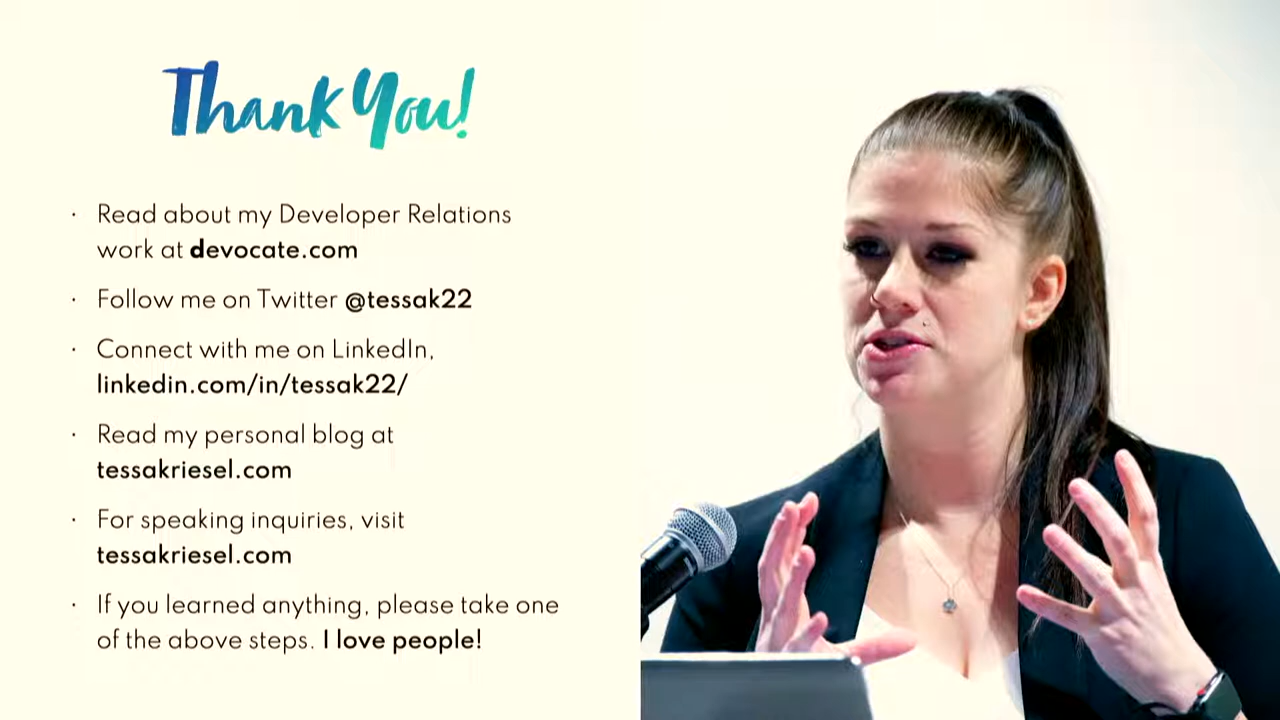 Thank You!
· Read about my Developer Relations
work at devocate.com
· Follow me on Twitter @tessak22
· Connect with me on LinkedIn,
linkedin.com/in/tessak22/
· Read my personal blog at
tessakriesel.com
· For speaking inquiries, visit
tessakriesel.com
· If you learned anything, please take one
of the above steps. I love people!